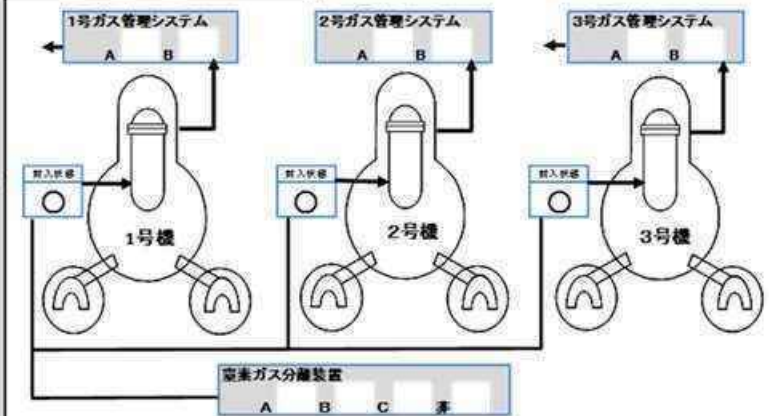 1号ガス管理システム
A B
2号ガス管理システム
A B
3号ガス管理システム
A B
封入状態
○
封入状態
○
封入状態
○
1号機
2号機
3号機
窒素ガス分離装置
A B C 非